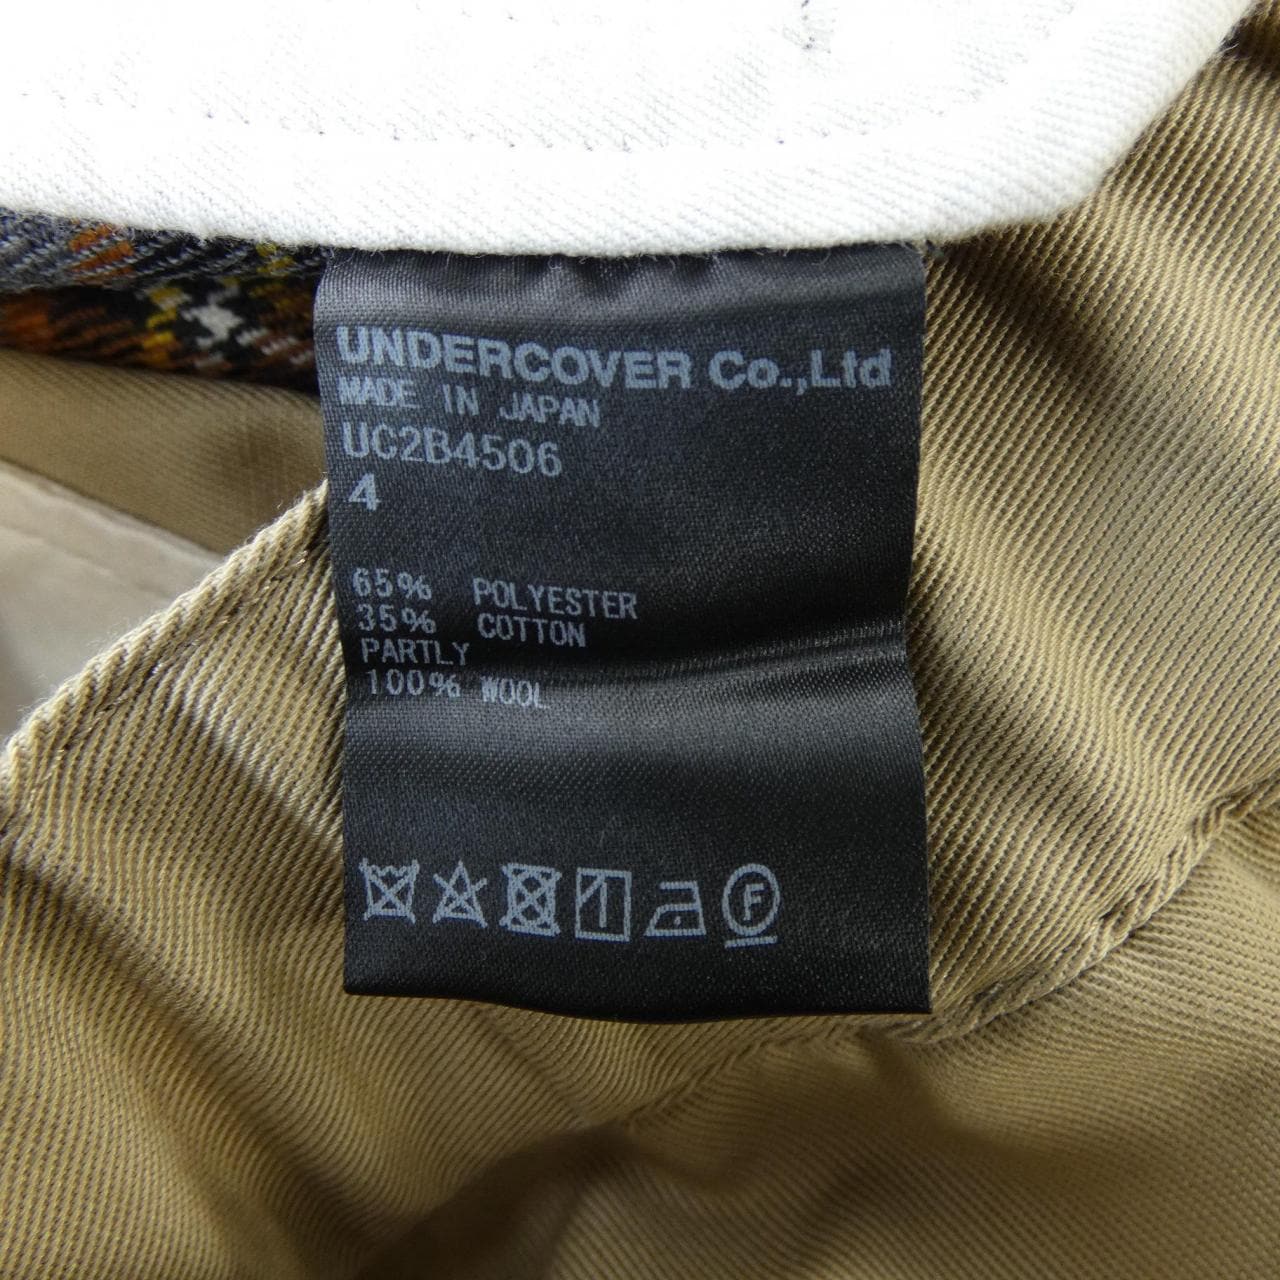 UNDERCOVER Co.,Ltd
MADE IN JAPAN
UC2B4506
4
65% POLYESTER
35% COTTON
PARTLY
100% WOOL
F